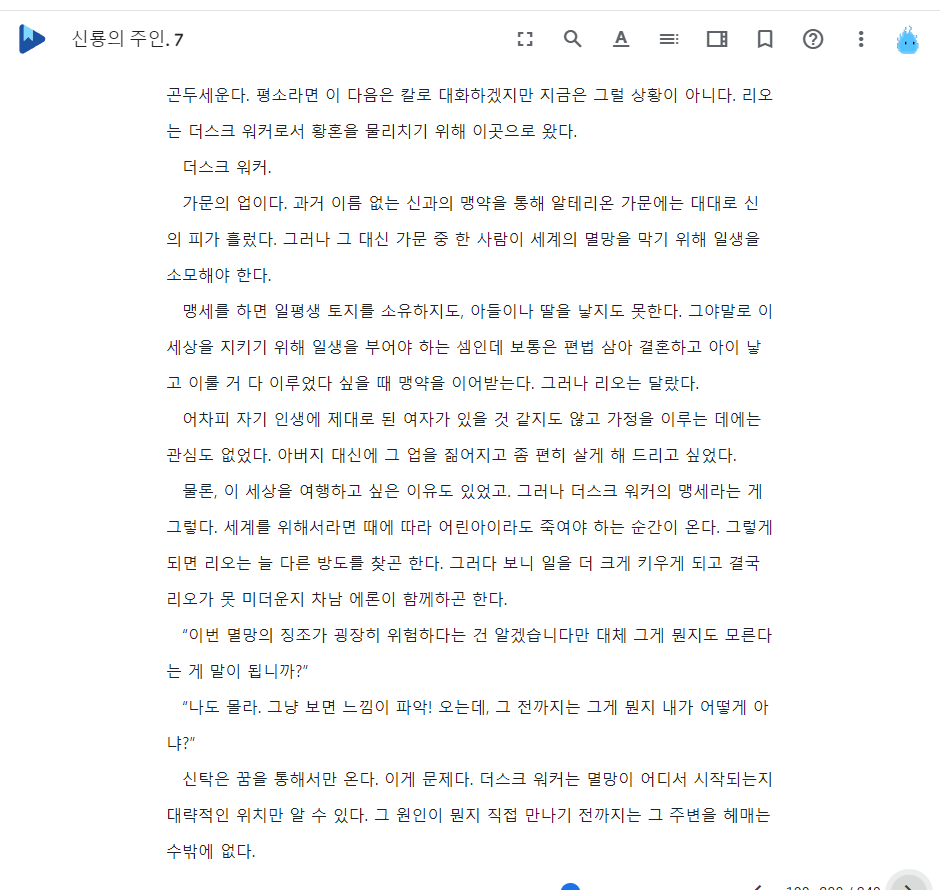 신룡의 주인. 7
곤두세운다. 평소라면 이 다음은 칼로 대화하겠지만 지금은 그럴 상황이 아니다. 리오
는 더스크 워커로서 황혼을 물리치기 위해 이곳으로 왔다.
더스크 워커.
가문의 업이다. 과거 이름 없는 신과의 맹약을 통해 알테리온 가문에는 대대로 신
의 피가 흘렀다. 그러나 그 대신 가문 중 한 사람이 세계의 멸망을 막기 위해 일생을
소모해야 한다.
맹세를 하면 일평생 토지를 소유하지도, 아들이나 딸을 낳지도 못한다. 그야말로 이
세상을 지키기 위해 일생을 부어야 하는 셈인데 보통은 편법 삼아 결혼하고 아이 낳
고 이룰 거 다 이루었다 싶을 때 맹약을 이어받는다. 그러나 리오는 달랐다.
어차피 자기 인생에 제대로 된 여자가 있을 것 같지도 않고 가정을 이루는 데에는
관심도 없었다. 아버지 대신에 그 업을 짊어지고 좀 편히 살게 해 드리고 싶었다.
물론, 이 세상을 여행하고 싶은 이유도 있었고. 그러나 더스크 워커의 맹세라는 게
그렇다. 세계를 위해서라면 때에 따라 어린아이라도 죽여야 하는 순간이 온다. 그렇게
되면 리오는 늘 다른 방도를 찾곤 한다. 그러다 보니 일을 더 크게 키우게 되고 결국
리오가 못 미더운지 차남 에론이 함께하곤 한다.
“이번 멸망의 징조가 굉장히 위험하다는 건 알겠습니다만 대체 그게 뭔지도 모른다
는 게 말이 됩니까?”
“나도 몰라. 그냥 보면 느낌이 파악! 오는데, 그 전까지는 그게 뭔지 내가 어떻게 아
냐?”
신탁은 꿈을 통해서만 온다. 이게 문제다. 더스크 워커는 멸망이 어디서 시작되는지
대략적인 위치만 알 수 있다. 그 원인이 뭔지 직접 만나기 전까지는 그 주변을 헤매는
수밖에 없다.